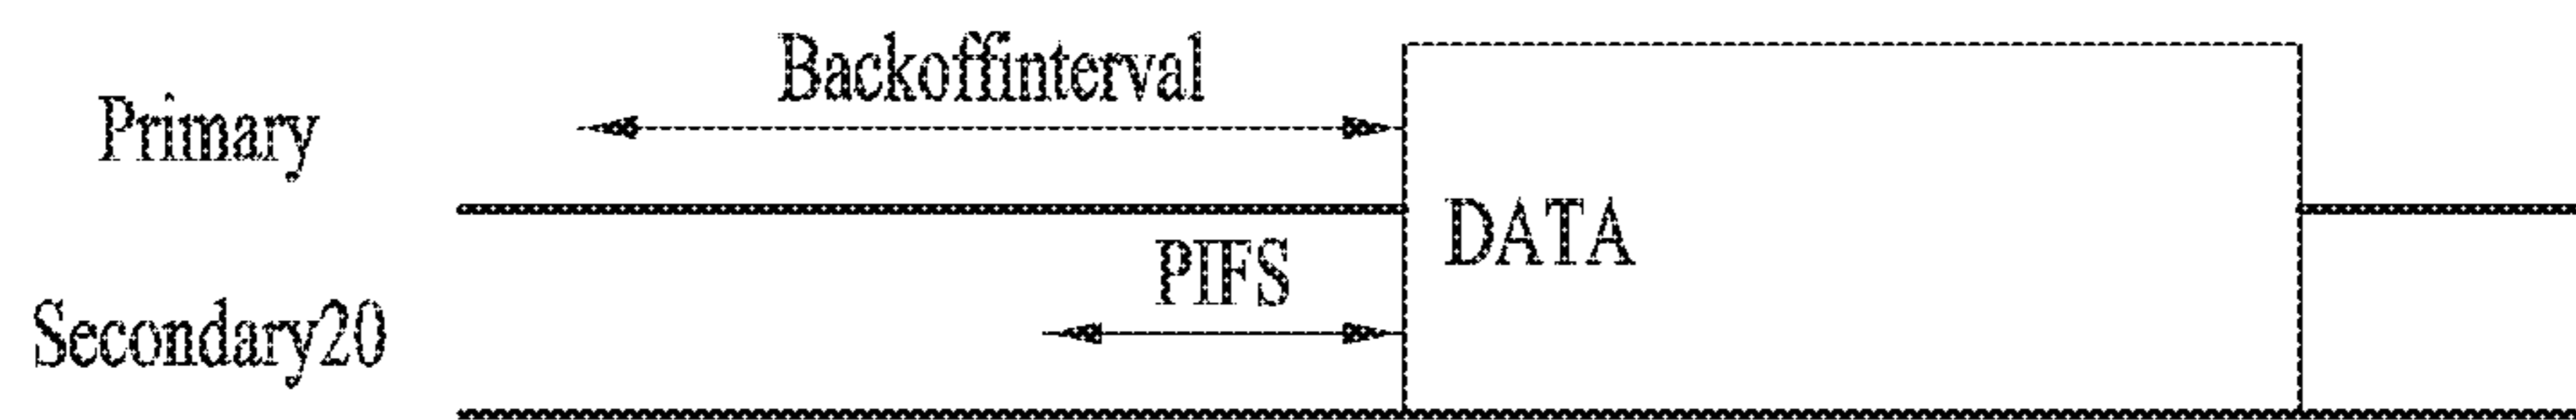 Backoffinterval
Primary
DATA
PIFS
Secondary20